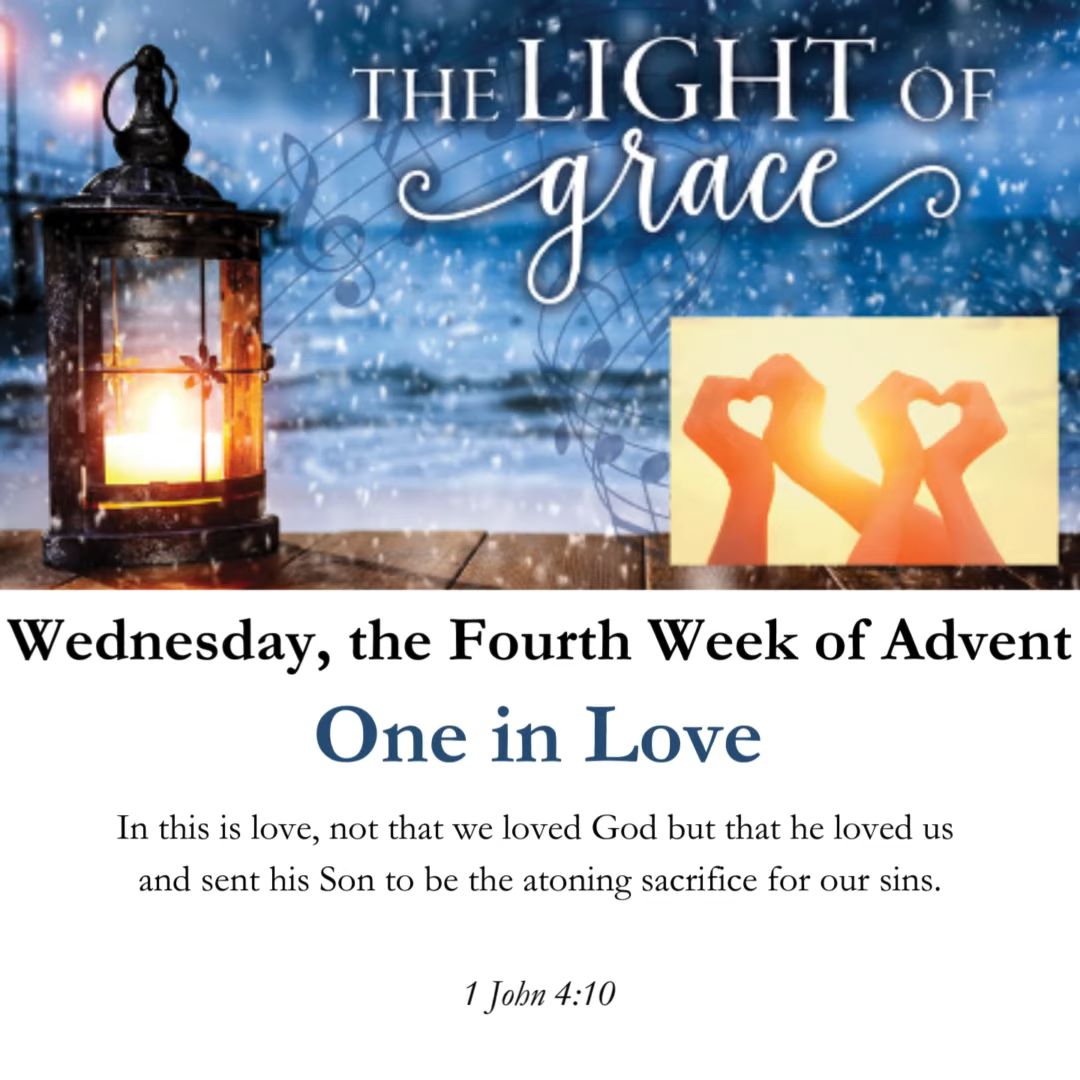 THE LIGHT OF
grace
Wednesday, the Fourth Week of Advent
One in Love
In this is love, not that we loved God but that he loved us
and sent his Son to be the atoning sacrifice for our sins.
1 John 4:10